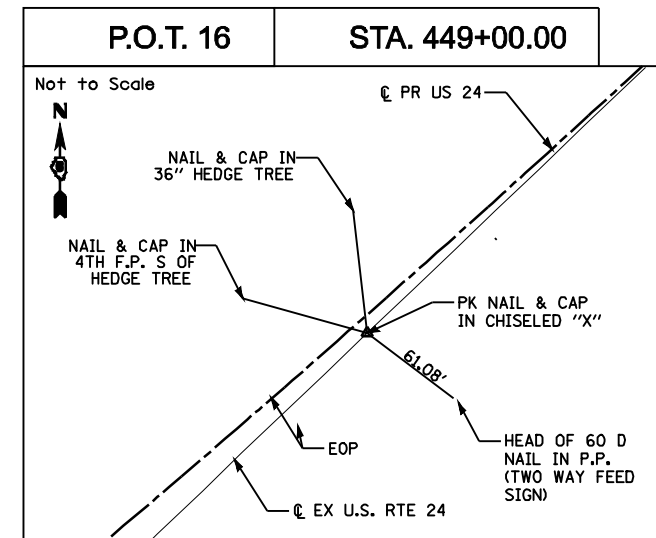 P.O.T. 16
STA. 449+00.00
Not to Scale
N
℄ PR US 24
NAIL & CAP IN
36" HEDGE TREE
NAIL & CAP IN
4TH F.P. S OF
HEDGE TREE
PK NAIL & CAP
IN CHISELED "X"
61.08'
EOP
HEAD OF 60 D
NAIL IN P.P.
(TWO WAY FEED
SIGN)
℄ EX U.S. RTE 24